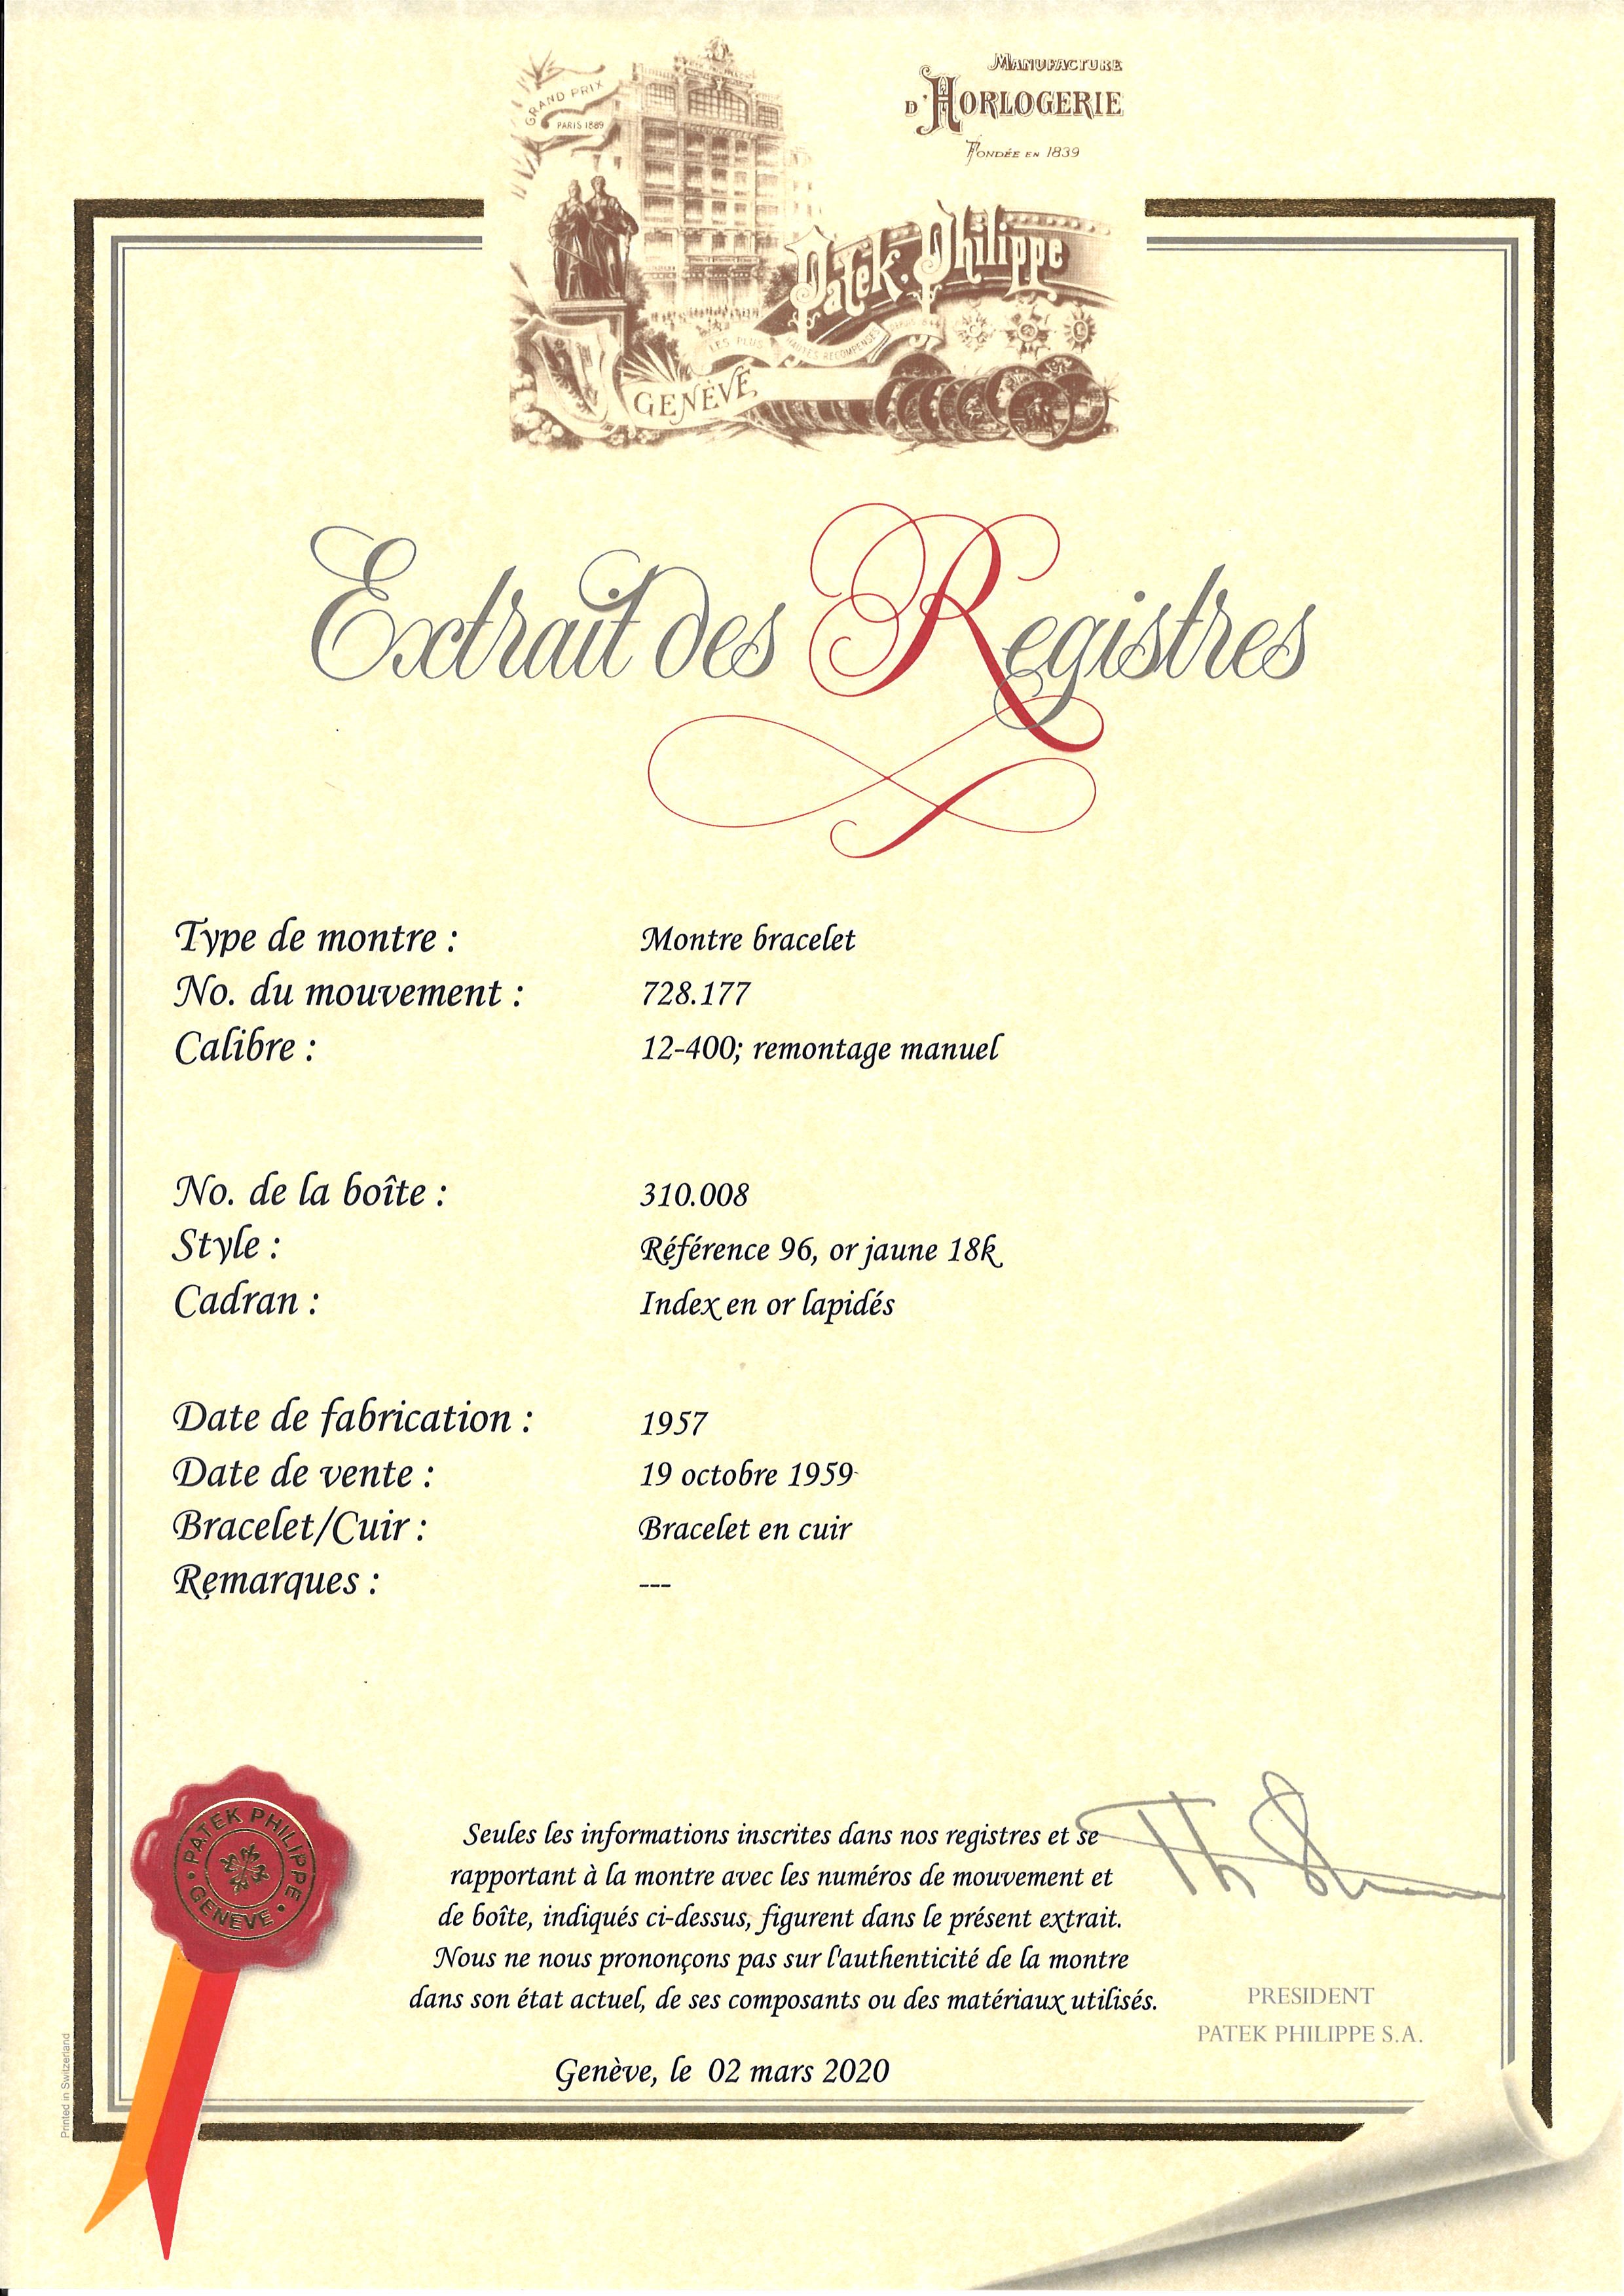 MANUFACTURE
D'HORLOGERIE
FONDÉE EN 1839
GRAND PRIX
PARIS 1889
Patek Philippe
LES PLUS HAUTES RECOMPENSES
GENÈVE
Extrait des Registres
Type de montre : Montre bracelet
No. du mouvement : 728.177
Calibre : 12-400; remontage manuel
No. de la boîte : 310.008
Style : Référence 96, or jaune 18k
Cadran : Index en or lapidés
Date de fabrication : 1957
Date de vente : 19 octobre 1959
Bracelet/Cuir : Bracelet en cuir
Remarques : ---
PATEK PHILIPPE
GENEVE
Seules les informations inscrites dans nos registres et se
rapportant à la montre avec les numéros de mouvement et
de boîte, indiqués ci-dessus, figurent dans le présent extrait.
Nous ne nous prononçons pas sur l'authenticité de la montre
dans son état actuel, de ses composants ou des matériaux utilisés.
PRESIDENT
PATEK PHILIPPE S.A.
Genève, le 02 mars 2020
Printed in Switzerland